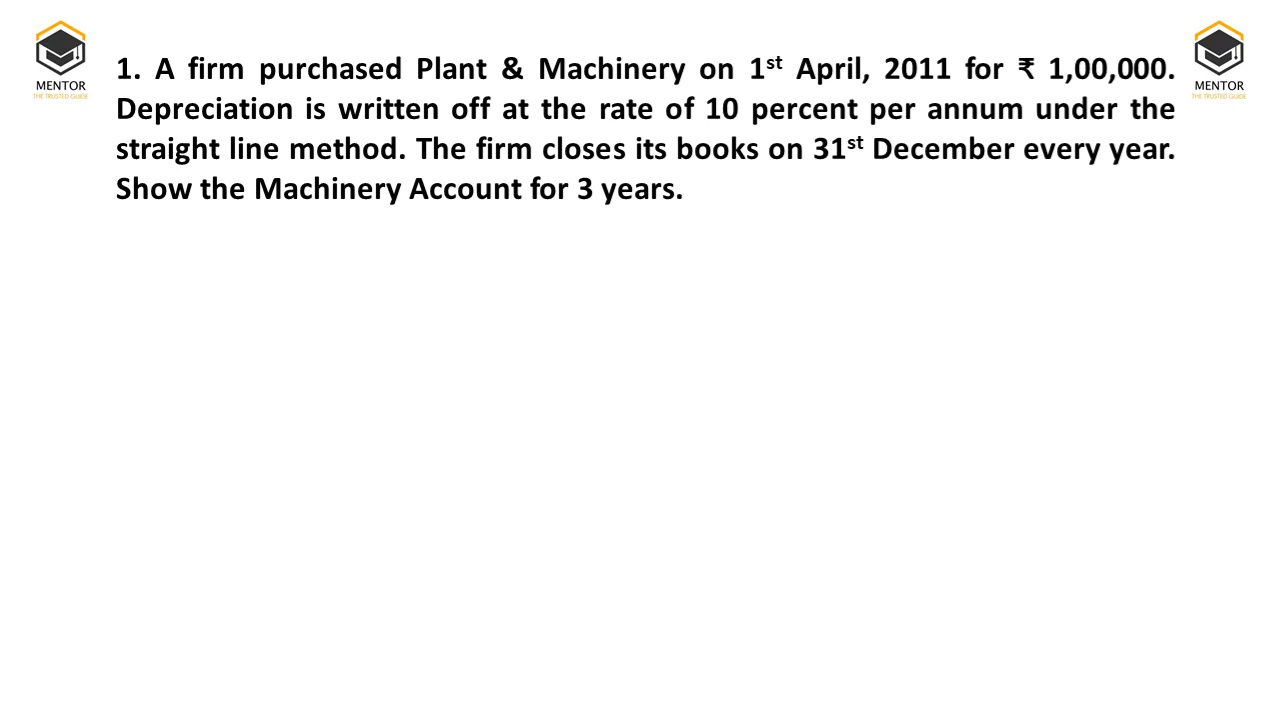 MENTOR
THE TRUSTED GUIDE
1. A firm purchased Plant & Machinery on 1st April, 2011 for ₹ 1,00,000.
Depreciation is written off at the rate of 10 percent per annum under the
straight line method. The firm closes its books on 31st December every year.
Show the Machinery Account for 3 years.
MENTOR
THE TRUSTED GUIDE